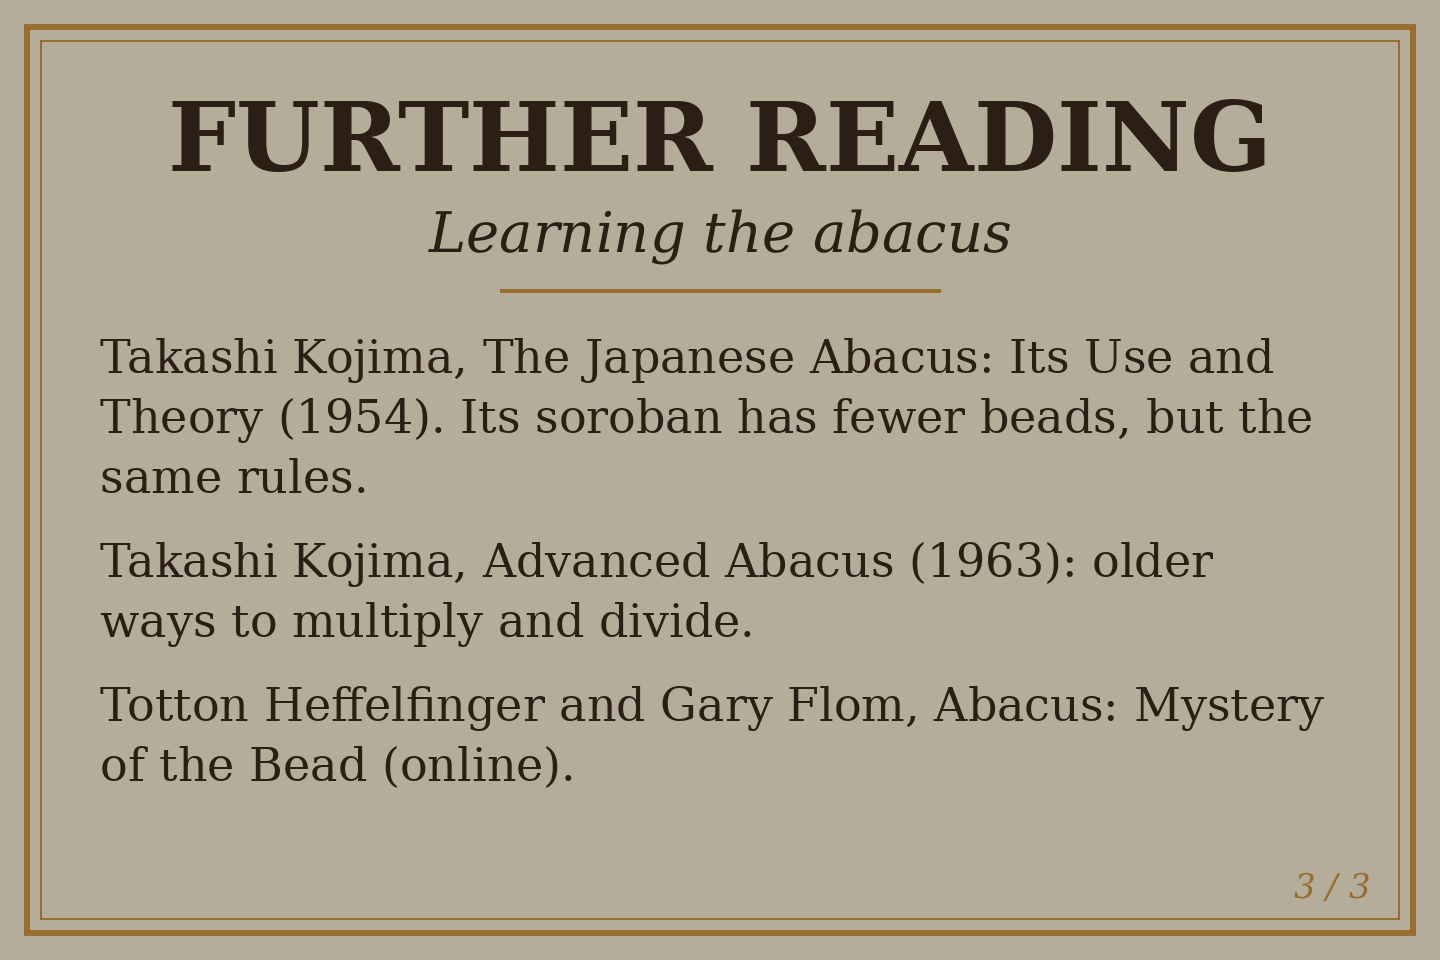 FURTHER READING
Learning the abacus
Takashi Kojima, The Japanese Abacus: Its Use and
Theory (1954). Its soroban has fewer beads, but the
same rules.
Takashi Kojima, Advanced Abacus (1963): older
ways to multiply and divide.
Totton Heffelfinger and Gary Flom, Abacus: Mystery
of the Bead (online).
3 / 3